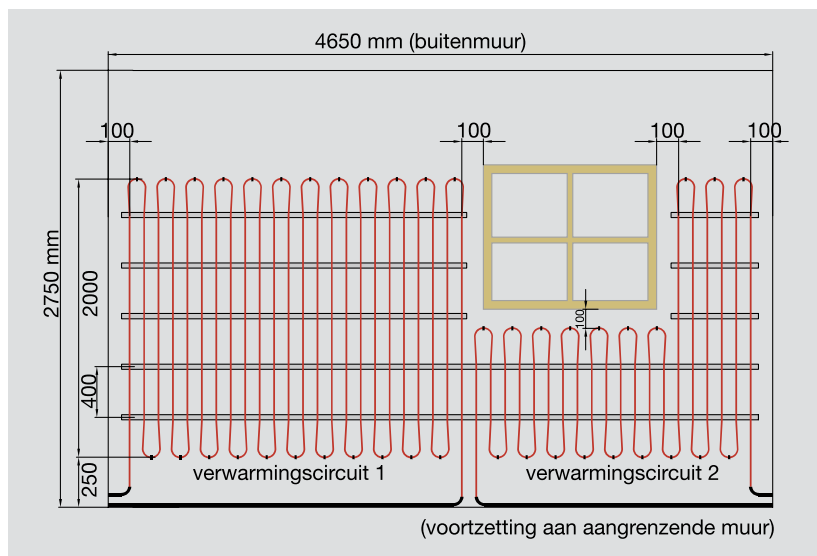 4650 mm (buitenmuur)
100
100
100
100
2750 mm
2000
100
400
250
verwarmingscircuit 1
verwarmingscircuit 2
(voortzetting aan aangrenzende muur)